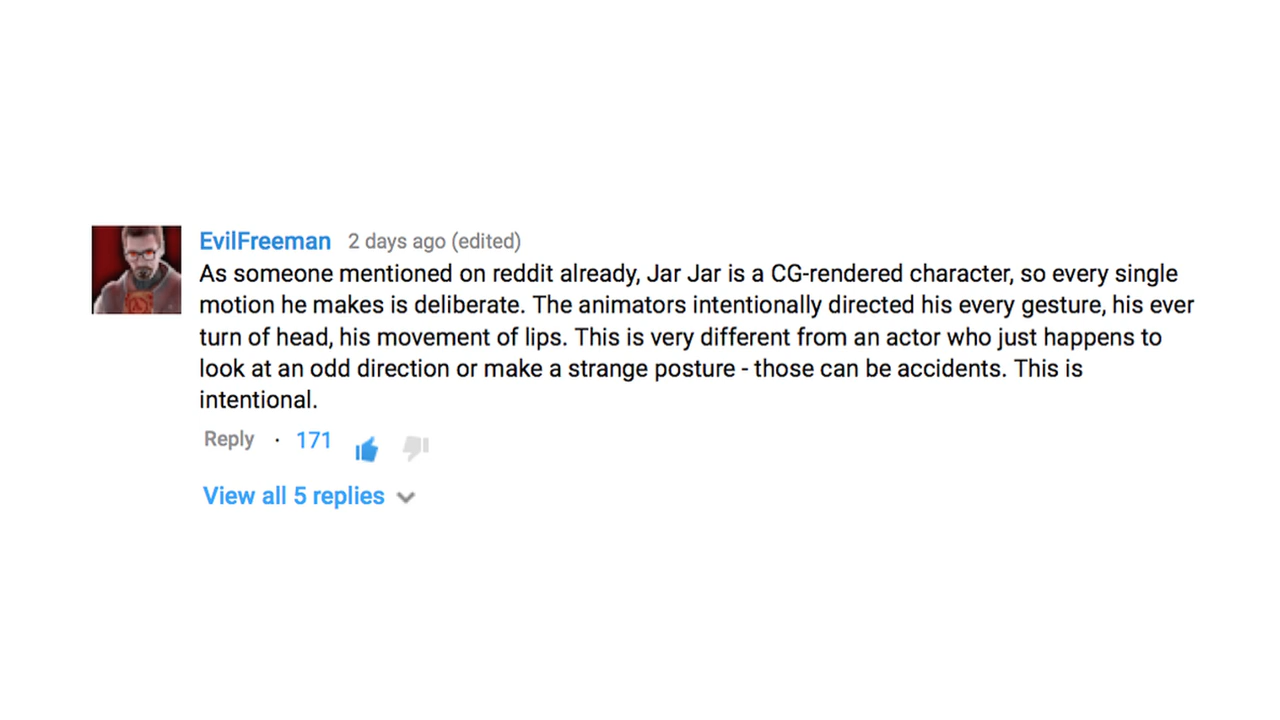 EvilFreeman 2 days ago (edited)
As someone mentioned on reddit already, Jar Jar is a CG-rendered character, so every single
motion he makes is deliberate. The animators intentionally directed his every gesture, his ever
turn of head, his movement of lips. This is very different from an actor who just happens to
look at an odd direction or make a strange posture - those can be accidents. This is
intentional.
Reply · 171
View all 5 replies